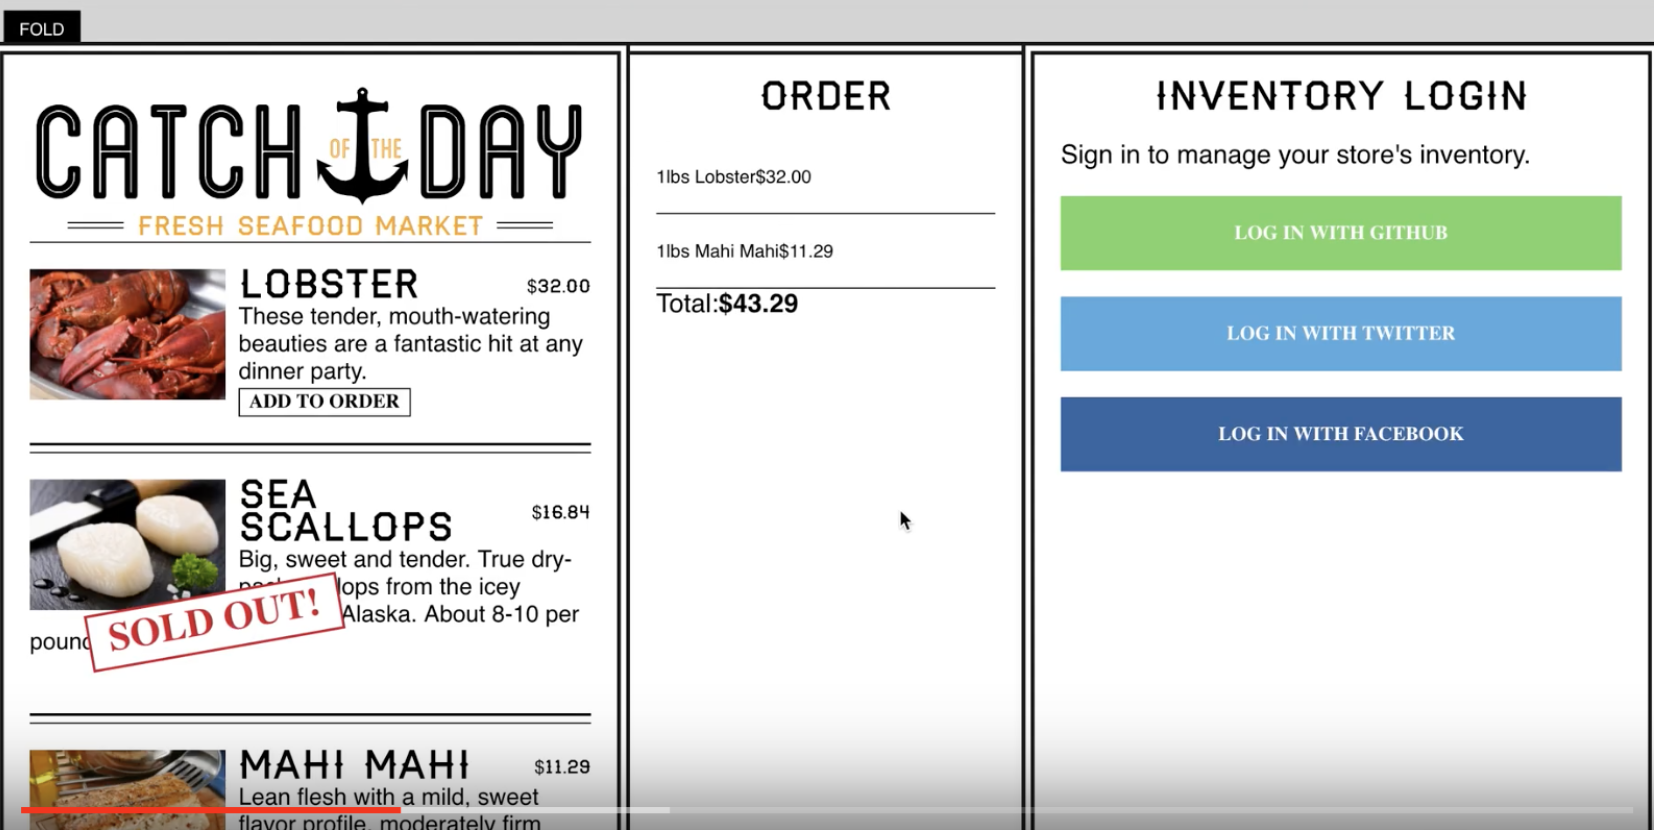 FOLD
CATCH OF THE DAY
FRESH SEAFOOD MARKET
LOBSTER
$32.00
These tender, mouth-watering
beauties are a fantastic hit at any
dinner party.
ADD TO ORDER
SEA
SCALLOPS
$16.84
Big, sweet and tender. True dry-
lops from the icey
Alaska. About 8-10 per
pound
SOLD OUT!
MAHI MAHI
$11.29
Lean flesh with a mild, sweet
flavor profile, moderately firm
ORDER
1lbs Lobster$32.00
1lbs Mahi Mahi$11.29
Total:$43.29
INVENTORY LOGIN
Sign in to manage your store's inventory.
LOG IN WITH GITHUB
LOG IN WITH TWITTER
LOG IN WITH FACEBOOK